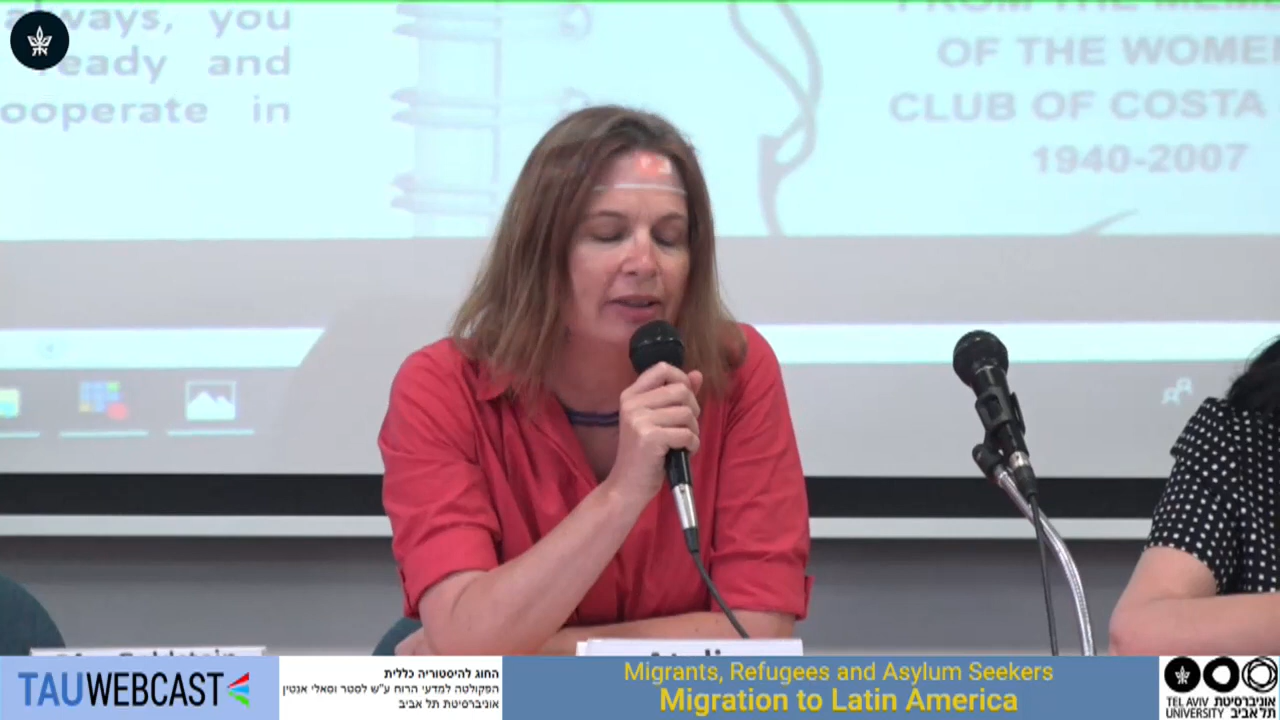 always, you
ready and
cooperate in
OF THE WOMEN
CLUB OF COSTA
1940-2007
TAUWEBCAST
החוג להיסטוריה כללית
הפקולטה למדעי הרוח ע"ש לסטר וסאלי אנטין
אוניברסיטת תל אביב
Migrants, Refugees and Asylum Seekers
Migration to Latin America
TEL AVIV
UNIVERSITY
אוניברסיטת
תל אביב